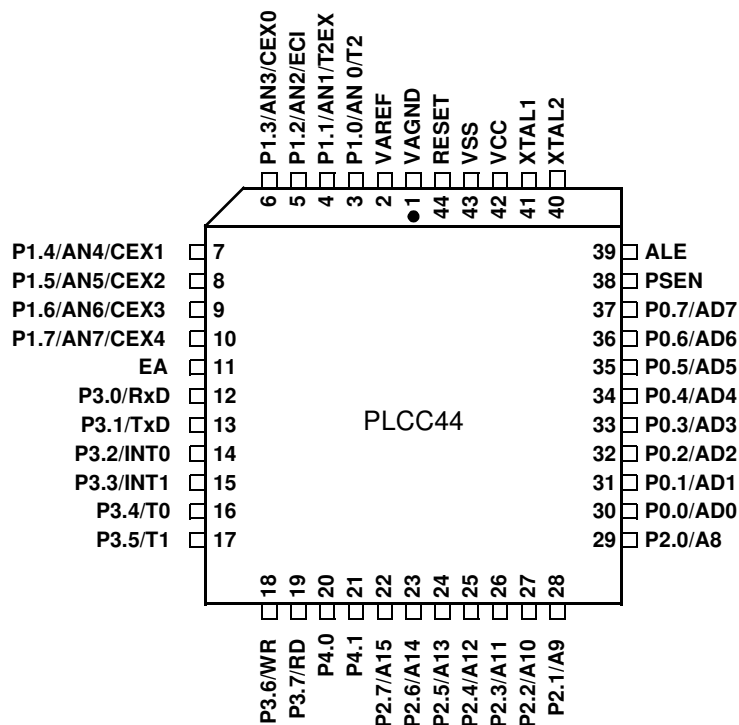 P1.3/AN3/CEX0
P1.2/AN2/ECI
P1.1/AN1/T2EX
P1.0/AN 0/T2
VAREF
VAGND
RESET
VSS
VCC
XTAL1
XTAL2
6
5
4
3
2
1
44
43
42
41
40
P1.4/AN4/CEX1 7
P1.5/AN5/CEX2 8
P1.6/AN6/CEX3 9
P1.7/AN7/CEX4 10
EA 11
P3.0/RxD 12
P3.1/TxD 13
P3.2/INT0 14
P3.3/INT1 15
P3.4/T0 16
P3.5/T1 17
PLCC44
39 ALE
38 PSEN
37 P0.7/AD7
36 P0.6/AD6
35 P0.5/AD5
34 P0.4/AD4
33 P0.3/AD3
32 P0.2/AD2
31 P0.1/AD1
30 P0.0/AD0
29 P2.0/A8
18
19
20
21
22
23
24
25
26
27
28
P3.6/WR
P3.7/RD
P4.0
P4.1
P2.7/A15
P2.6/A14
P2.5/A13
P2.4/A12
P2.3/A11
P2.2/A10
P2.1/A9